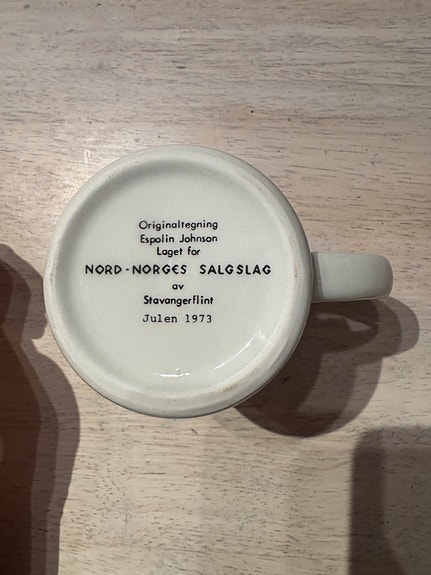 Originaltegning
Espolin Johnson
Laget for
NORD-NORGES SALGSLAG
av
Stavangerflint
Julen 1973